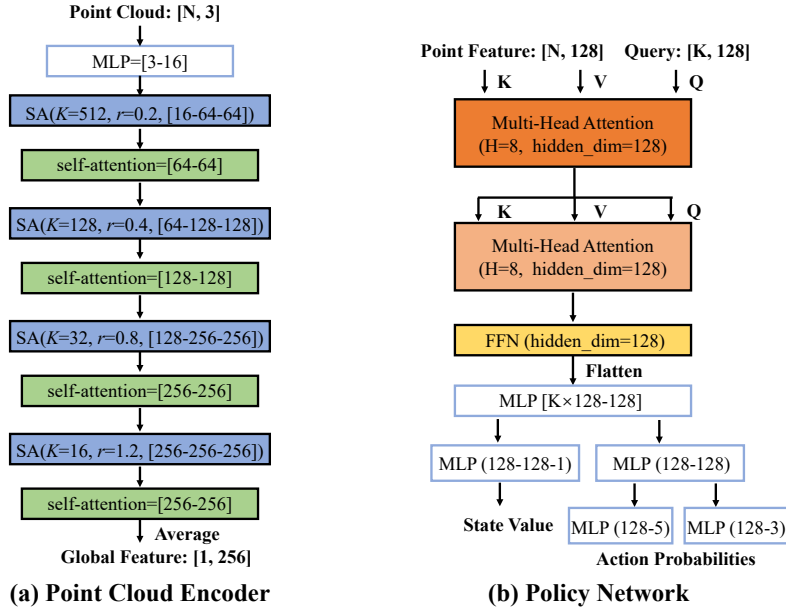 Point Cloud: [N, 3]
MLP=[3-16]
SA(K=512, r=0.2, [16-64-64])
self-attention=[64-64]
SA(K=128, r=0.4, [64-128-128])
self-attention=[128-128]
SA(K=32, r=0.8, [128-256-256])
self-attention=[256-256]
SA(K=16, r=1.2, [256-256-256])
self-attention=[256-256]
Average
Global Feature: [1, 256]
(a) Point Cloud Encoder
Point Feature: [N, 128] Query: [K, 128]
K V Q
Multi-Head Attention
(H=8, hidden_dim=128)
K V Q
Multi-Head Attention
(H=8, hidden_dim=128)
FFN (hidden_dim=128)
Flatten
MLP [K×128-128]
MLP (128-128-1) MLP (128-128)
State Value MLP (128-5) MLP (128-3)
Action Probabilities
(b) Policy Network